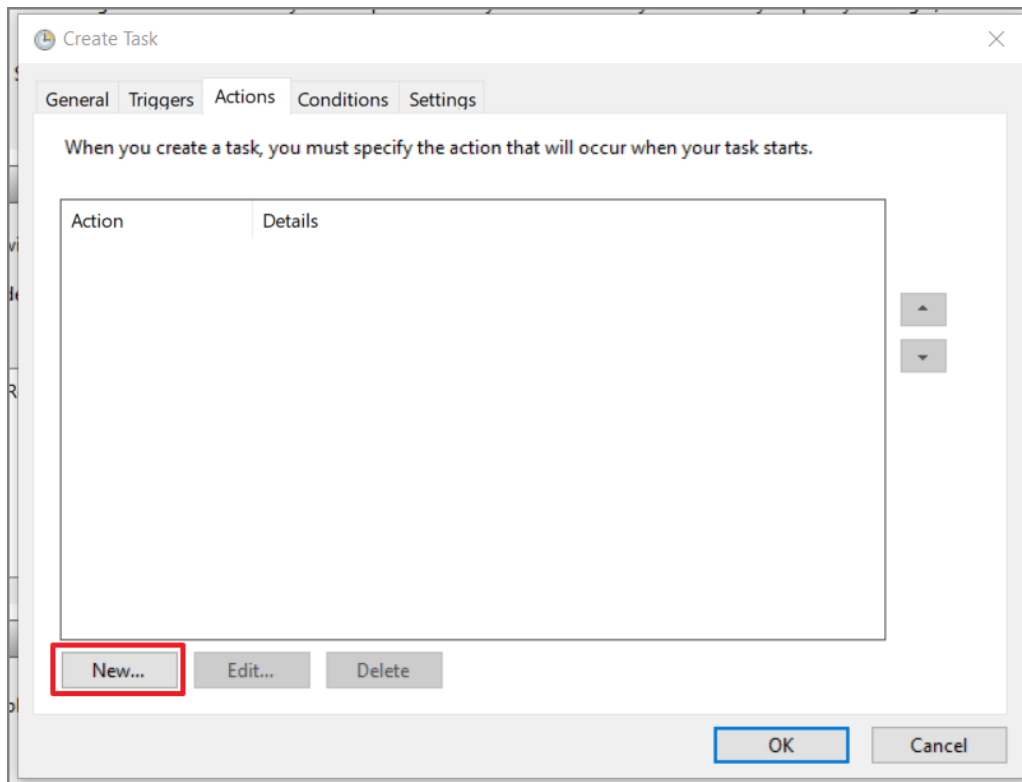 Create Task
General Triggers Actions Conditions Settings
When you create a task, you must specify the action that will occur when your task starts.
Action Details
New... Edit... Delete
OK Cancel